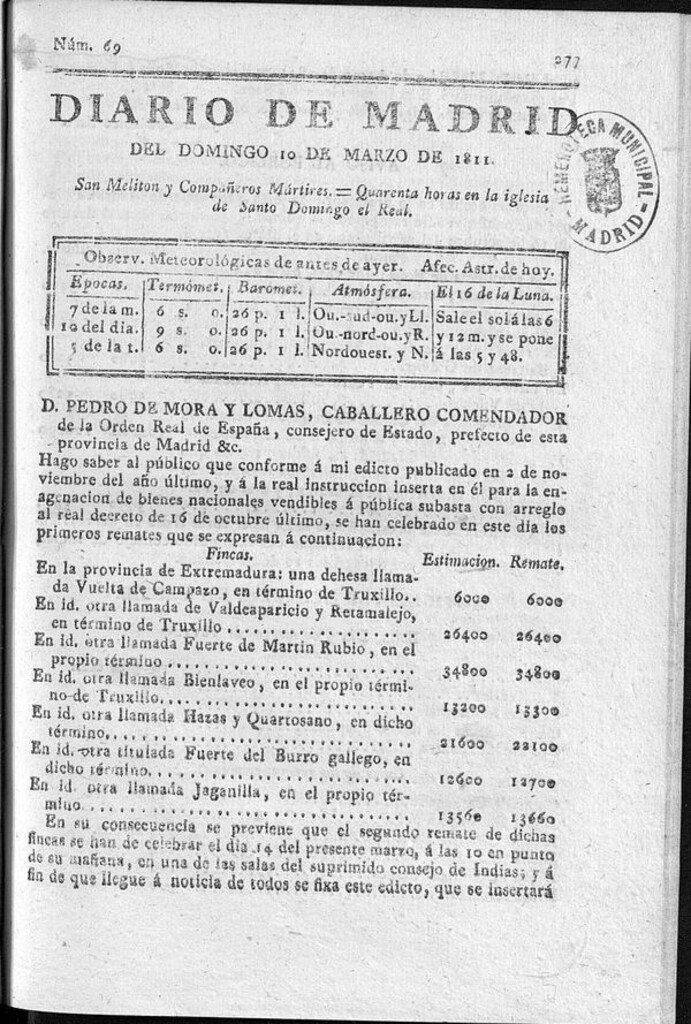 Núm. 69
277
DIARIO DE MADRID
DEL DOMINGO 10 DE MARZO DE 1811.
San Meliton y Compañeros Mártires. = Quarenta horas en la iglesia
de Santo Domingo el Real.
HEMEROTECA MUNICIPAL
MADRID
Observ. Meteorológicas de antes de ayer. Afec. Astr. de hoy.
Epocas. Termómet. Baromet. Atmósfera. El 16 de la Luna.
7 de la m. 6 s. 0. 26 p. 1 l. Ou.-sud-ou. y Ll. Sale el sol á las 6
12 del dia. 9 s. 0. 26 p. 1 l. Ou.-nord-ou. y R. y 12 m. y se pone
5 de la t. 6 s. 0. 26 p. 1 l. Nordouest. y N. á las 5 y 48.
D. PEDRO DE MORA Y LOMAS, CABALLERO COMENDADOR
de la Orden Real de España, consejero de Estado, prefecto de esta
provincia de Madrid &c.
Hago saber al público que conforme á mi edicto publicado en 2 de no-
viembre del año último, y á la real instruccion inserta en él para la en-
agenacion de bienes nacionales vendibles á pública subasta con arreglo
al real decreto de 16 de octubre último, se han celebrado en este dia los
primeros remates que se expresan á continuacion:
Fincas. Estimacion. Remate.
En la provincia de Extremadura: una dehesa llama-
da Vuelta de Campazo, en término de Truxillo.. 6000 6000
En id. otra llamada de Valdeaparicio y Retamalejo,
en término de Truxillo .................... 26400 26400
En id. otra llamada Fuerte de Martin Rubio, en el
propio término .................... 34800 34800
En id. otra llamada Bienlaveo, en el propio térmi-
no de Truxillo.................... 13200 13300
En id. otra llamada Hazas y Quartosano, en dicho
término.................... 21600 22100
En id. otra titulada Fuerte del Burro gallego, en
dicho término.................... 12600 12700
En id. otra llamada Jaganilla, en el propio tér-
mino .................... 13560 13660
En su consecuencia se previene que el segundo remate de dichas
fincas se han de celebrar el dia 14 del presente marzo, á las 10 en punto
de su mañana, en una de las salas del suprimido consejo de Indias; y á
fin de que llegue á noticia de todos se fixa este edicto, que se insertará